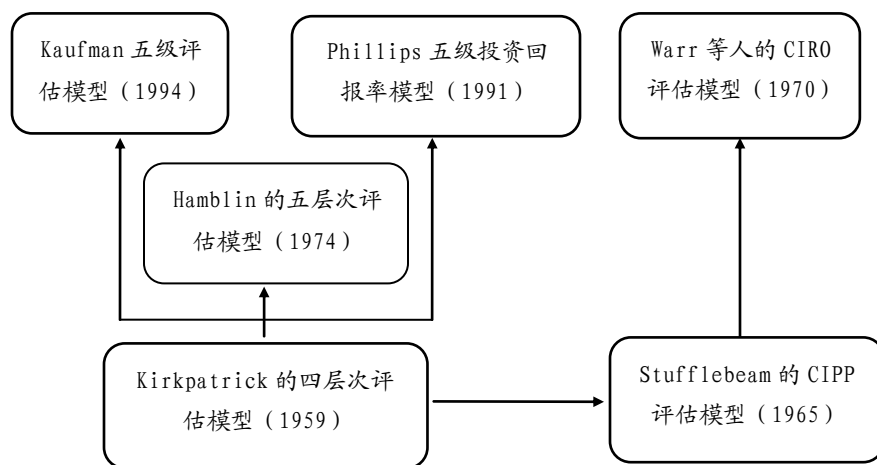 Kaufman 五级评
估模型（1994）
Phillips 五级投资回
报率模型（1991）
Warr 等人的 CIRO
评估模型（1970）
Hamblin 的五层次评
估模型（1974）
Kirkpatrick 的四层次评
估模型（1959）
Stufflebeam 的 CIPP
评估模型（1965）